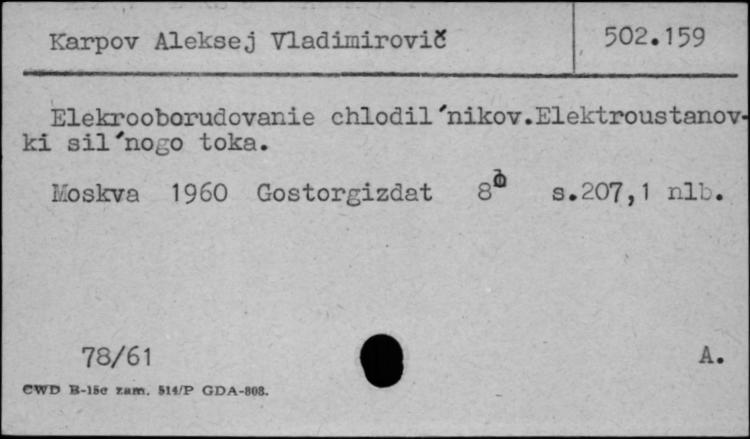 Karpov Aleksej Vladimirovič
502.159
Elekrooborudovanie chlodil'nikov.Elektroustanov-
ki sil'nogo toka.
Moskva 1960 Gostorgizdat 8° s.207,1 nlb.
78/61
A.
CWD B-15c zam. 514/P GDA-808.